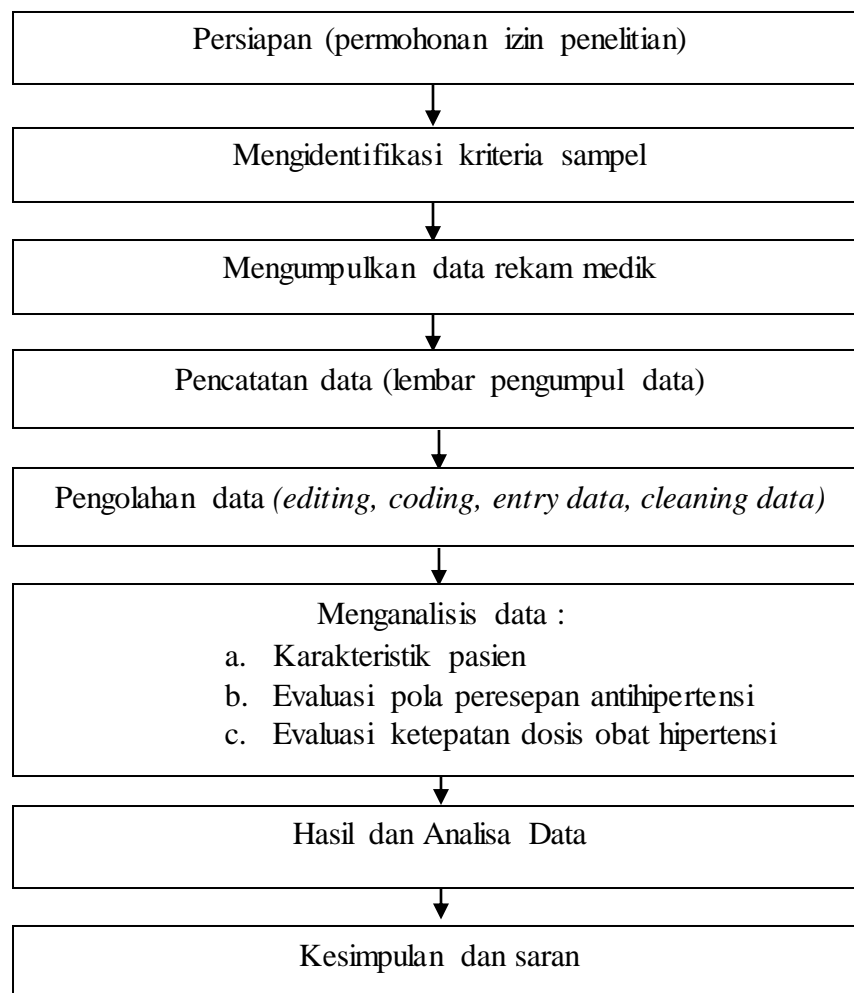 Persiapan (permohonan izin penelitian)
Mengidentifikasi kriteria sampel
Mengumpulkan data rekam medik
Pencatatan data (lembar pengumpul data)
Pengolahan data (editing, coding, entry data, cleaning data)
Menganalisis data :
a. Karakteristik pasien
b. Evaluasi pola peresepan antihipertensi
c. Evaluasi ketepatan dosis obat hipertensi
Hasil dan Analisa Data
Kesimpulan dan saran